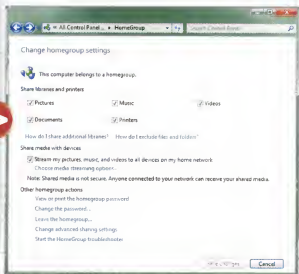 « All Control Panel ... ▸ HomeGroup
Search Control Panel
Change homegroup settings
This computer belongs to a homegroup.
Share libraries and printers
Pictures Music Videos
Documents Printers
How do I share additional libraries? How do I exclude files and folders?
Share media with devices
Stream my pictures, music, and videos to all devices on my home network
Choose media streaming options...
Note: Shared media is not secure. Anyone connected to your network can receive your shared media.
Other homegroup actions
View or print the homegroup password
Change the password...
Leave the homegroup...
Change advanced sharing settings...
Start the HomeGroup troubleshooter
Cancel